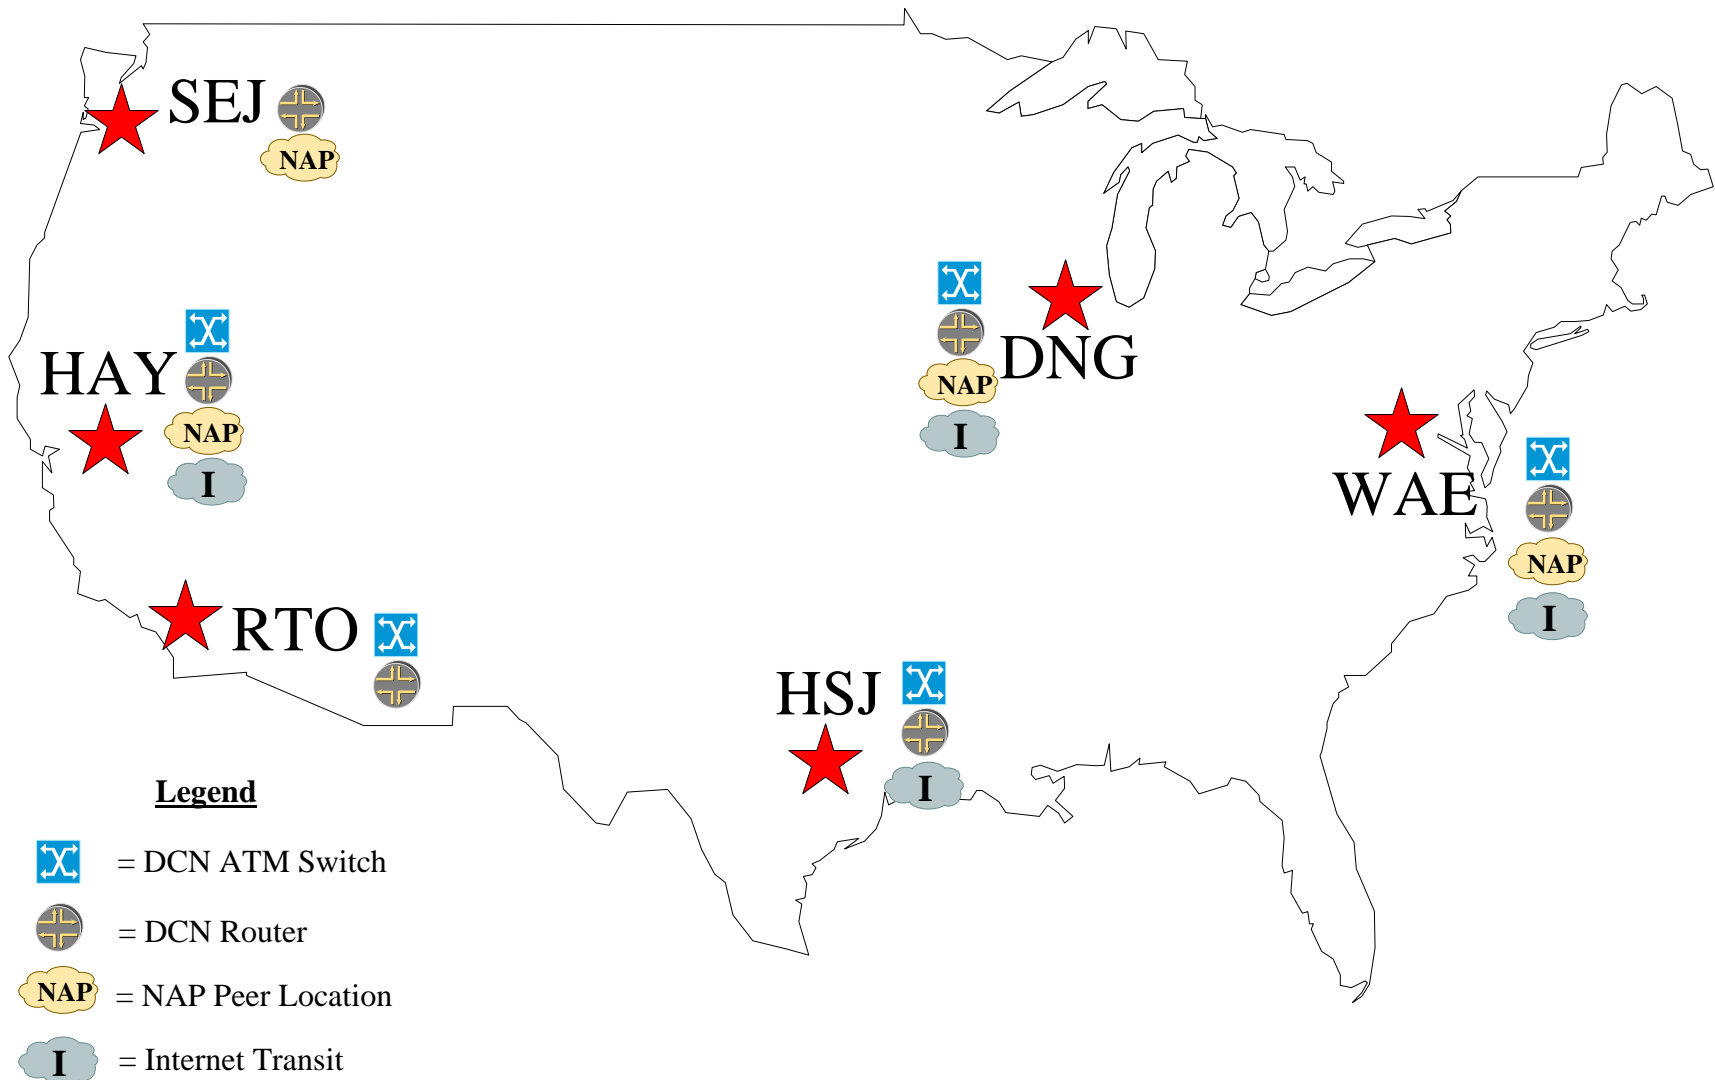 SEJ
NAP
HAY
NAP
I
DNG
NAP
I
WAE
NAP
I
RTO
HSJ
I
Legend
= DCN ATM Switch
= DCN Router
NAP = NAP Peer Location
I = Internet Transit